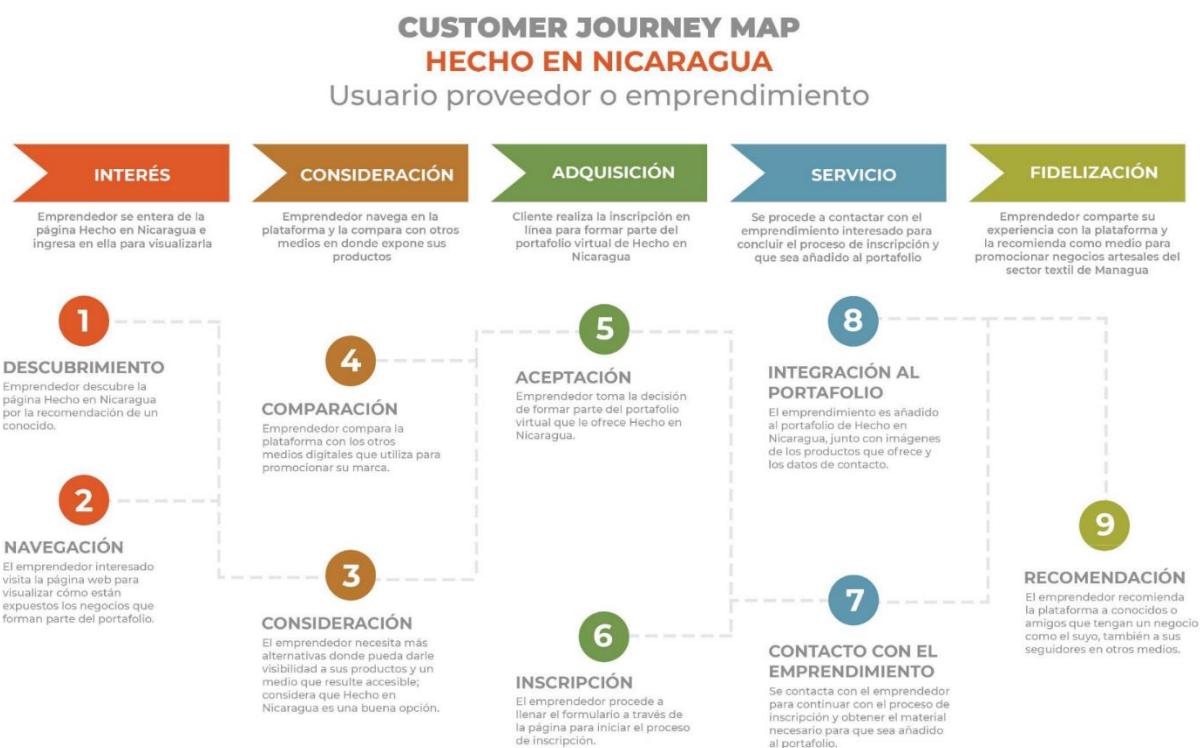 CUSTOMER JOURNEY MAP
HECHO EN NICARAGUA
Usuario proveedor o emprendimiento
INTERÉS
Emprendedor se entera de la
página Hecho en Nicaragua e
ingresa en ella para visualizarla
CONSIDERACIÓN
Emprendedor navega en la
plataforma y la compara con otros
medios en donde expone sus
productos
ADQUISICIÓN
Cliente realiza la inscripción en
línea para formar parte del
portafolio virtual de Hecho en
Nicaragua
SERVICIO
Se procede a contactar con el
emprendimiento interesado para
concluir el proceso de inscripción y
que sea añadido al portafolio
FIDELIZACIÓN
Emprendedor comparte su
experiencia con la plataforma y
la recomienda como medio para
promocionar negocios artesales del
sector textil de Managua
1
DESCUBRIMIENTO
Emprendedor descubre la
página Hecho en Nicaragua
por la recomendación de un
conocido.
2
NAVEGACIÓN
El emprendedor interesado
visita la página web para
visualizar cómo están
expuestos los negocios que
forman parte del portafolio.
4
COMPARACIÓN
Emprendedor compara la
plataforma con los otros
medios digitales que utiliza para
promocionar su marca.
3
CONSIDERACIÓN
El emprendedor necesita más
alternativas donde pueda darle
visibilidad a sus productos y un
medio que resulte accesible;
considera que Hecho en
Nicaragua es una buena opción.
5
ACEPTACIÓN
Emprendedor toma la decisión
de formar parte del portafolio
virtual que le ofrece Hecho en
Nicaragua.
6
INSCRIPCIÓN
El emprendedor procede a
llenar el formulario a través de
la página para iniciar el proceso
de inscripción.
8
INTEGRACIÓN AL
PORTAFOLIO
El emprendimiento es añadido
al portafolio de Hecho en
Nicaragua, junto con imágenes
de los productos que ofrece y
los datos de contacto.
7
CONTACTO CON EL
EMPRENDIMIENTO
Se contacta con el emprendedor
para continuar con el proceso de
inscripción y obtener el material
necesario para que sea añadido
al portafolio.
9
RECOMENDACIÓN
El emprendedor recomienda
la plataforma a conocidos o
amigos que tengan un negocio
como el suyo, también a sus
seguidores en otros medios.